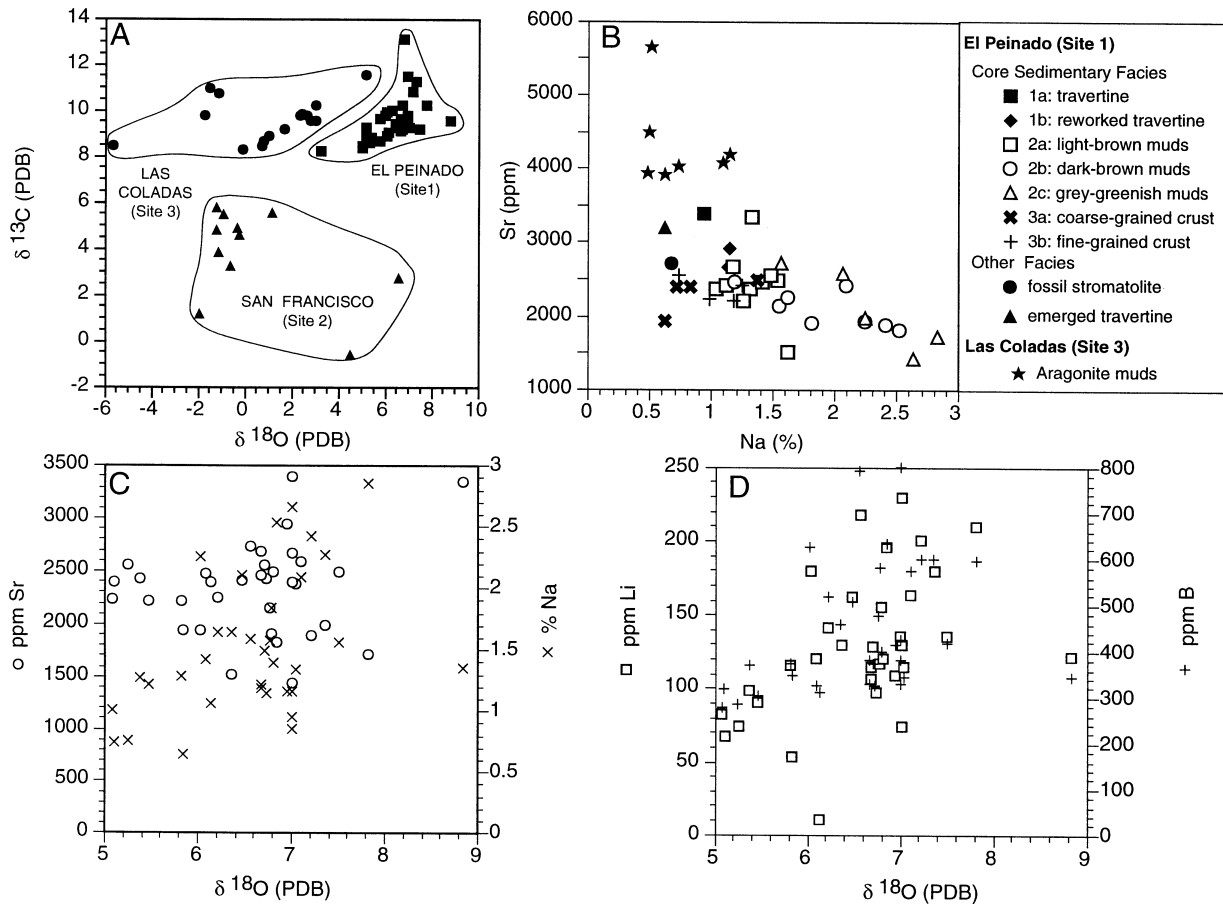 A
14
12
10
8
6
4
2
0
-2
δ 13C (PDB)
-6 -4 -2 0 2 4 6 8 10
δ 18O (PDB)
LAS
COLADAS
(Site 3)
EL PEINADO
(Site1)
SAN FRANCISCO
(Site 2)
B
6000
5000
4000
3000
2000
1000
Sr (ppm)
0 0.5 1 1.5 2 2.5 3
Na (%)
El Peinado (Site 1)
Core Sedimentary Facies
1a: travertine
1b: reworked travertine
2a: light-brown muds
2b: dark-brown muds
2c: grey-greenish muds
3a: coarse-grained crust
3b: fine-grained crust
Other Facies
fossil stromatolite
emerged travertine
Las Coladas (Site 3)
Aragonite muds
C
3500
3000
2500
2000
1500
1000
500
0
o ppm Sr
3
2.5
2
1.5
1
0.5
0
× % Na
5 6 7 8 9
δ 18O (PDB)
D
250
200
150
100
50
0
□ ppm Li
800
700
600
500
400
300
200
100
0
+ ppm B
5 6 7 8 9
δ 18O (PDB)